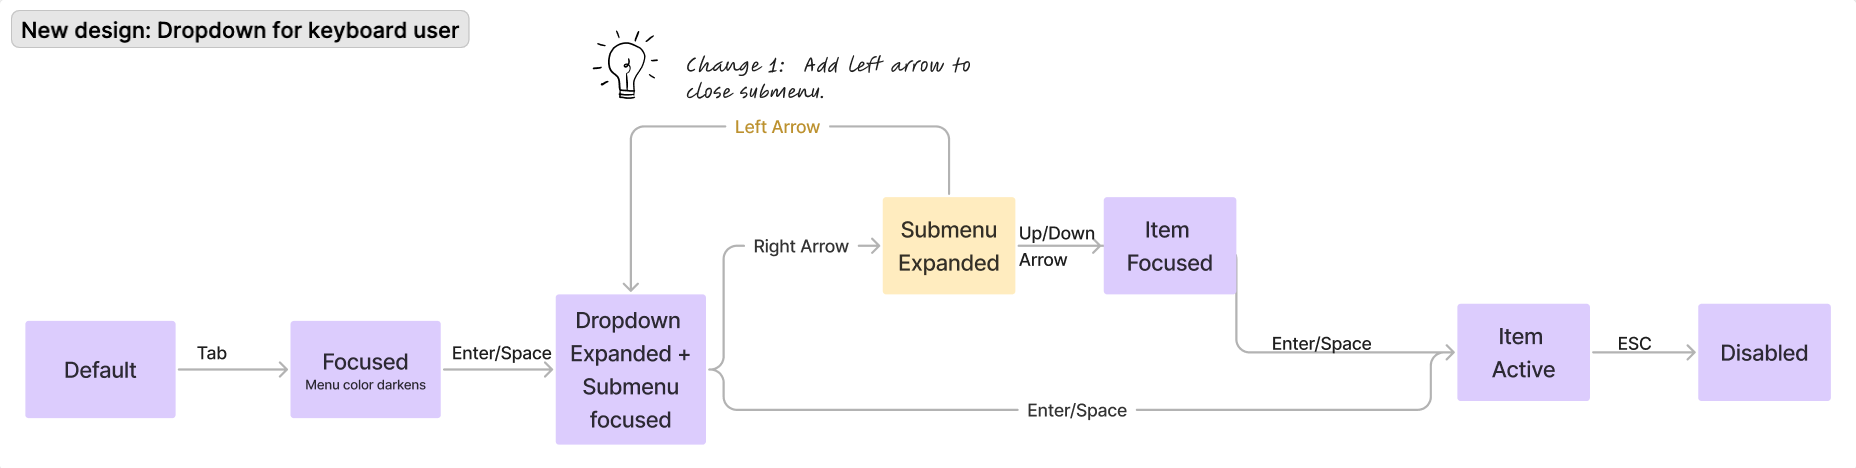 New design: Dropdown for keyboard user
Change 1: Add left arrow to
close submenu.
Left Arrow
Submenu
Expanded
Up/Down
Arrow
Item
Focused
Right Arrow
Dropdown
Expanded +
Submenu
focused
Default
Tab
Focused
Menu color darkens
Enter/Space
Enter/Space
Item
Active
ESC
Disabled
Enter/Space